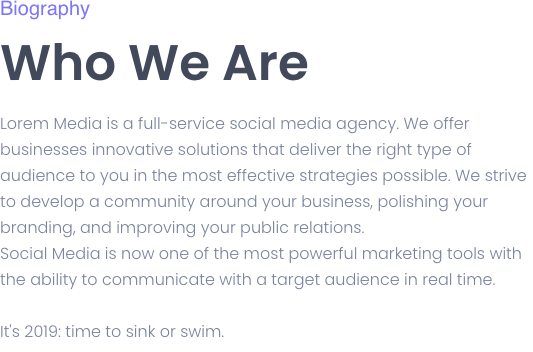 Biography
Who We Are
Lorem Media is a full-service social media agency. We offer
businesses innovative solutions that deliver the right type of
audience to you in the most effective strategies possible. We strive
to develop a community around your business, polishing your
branding, and improving your public relations.
Social Media is now one of the most powerful marketing tools with
the ability to communicate with a target audience in real time.
It's 2019: time to sink or swim.